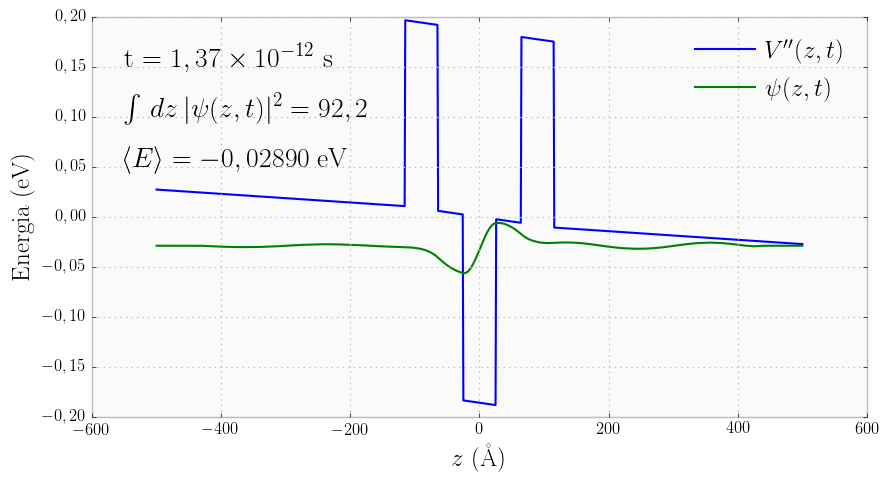 0,20
0,15
0,10
0,05
0,00
−0,05
−0,10
−0,15
−0,20
Energia (eV)
t = 1,37 × 10⁻¹² s
∫ dz |ψ(z,t)|² = 92,2
⟨E⟩ = −0,02890 eV
V″(z,t)
ψ(z,t)
−600
−400
−200
0
200
400
600
z (Å)